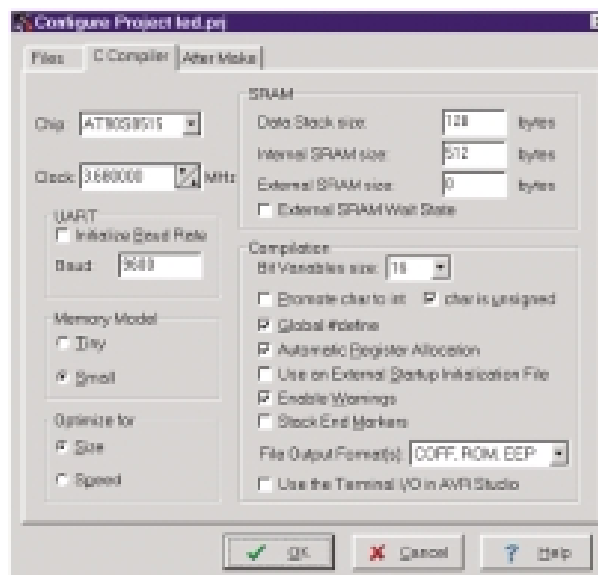 Configure Project led.prj
Files C Compiler After Make
Chip: AT90S8515
Clock: 3.680000 MHz
UART
Initialize Baud Rate
Baud: 9600
Memory Model
Tiny
Small
Optimize for
Size
Speed
SRAM
Data Stack size: 128 bytes
Internal SRAM size: 512 bytes
External SRAM size: 0 bytes
External SRAM Wait State
Compilation
Bit Variables size: 16
Promote char to int char is unsigned
Global #define
Automatic Register Allocation
Use an External Startup Initialization File
Enable Warnings
Stack End Markers
File Output Format(s): COFF, ROM, EEP
Use the Terminal I/O in AVR Studio
OK Cancel Help